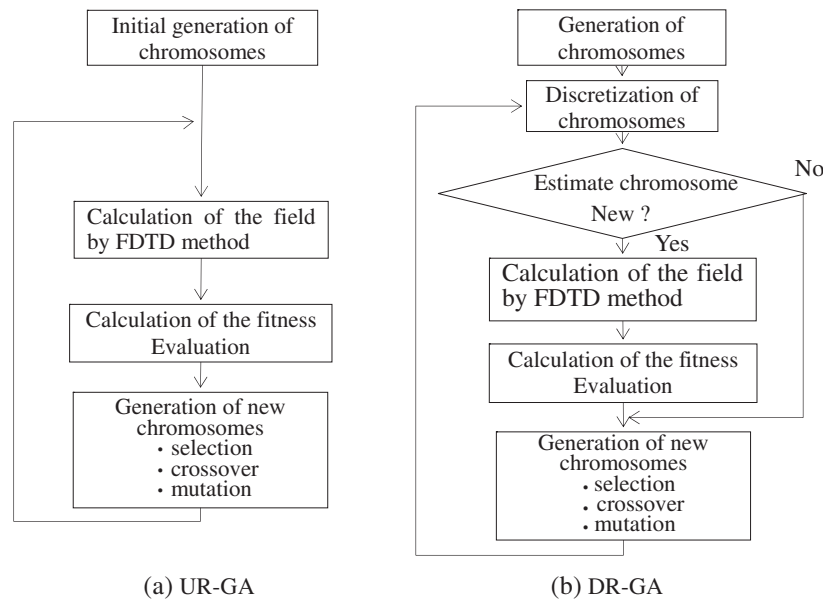 Initial generation of
chromosomes
Calculation of the field
by FDTD method
Calculation of the fitness
Evaluation
Generation of new
chromosomes
• selection
• crossover
• mutation
(a) UR-GA
Generation of
chromosomes
Discretization of
chromosomes
Estimate chromosome
New ?
No
Yes
Calculation of the field
by FDTD method
Calculation of the fitness
Evaluation
Generation of new
chromosomes
• selection
• crossover
• mutation
(b) DR-GA